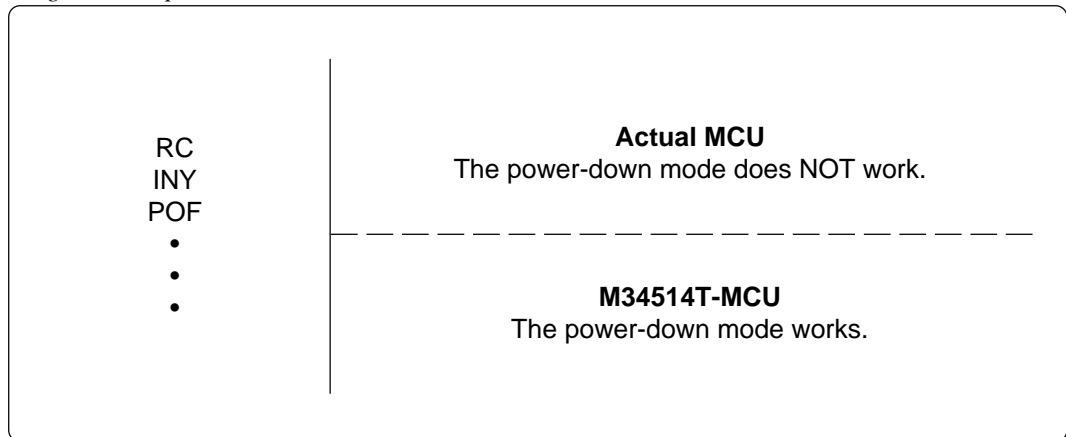 RC
INY
POF
•
•
•
Actual MCU
The power-down mode does NOT work.
M34514T-MCU
The power-down mode works.